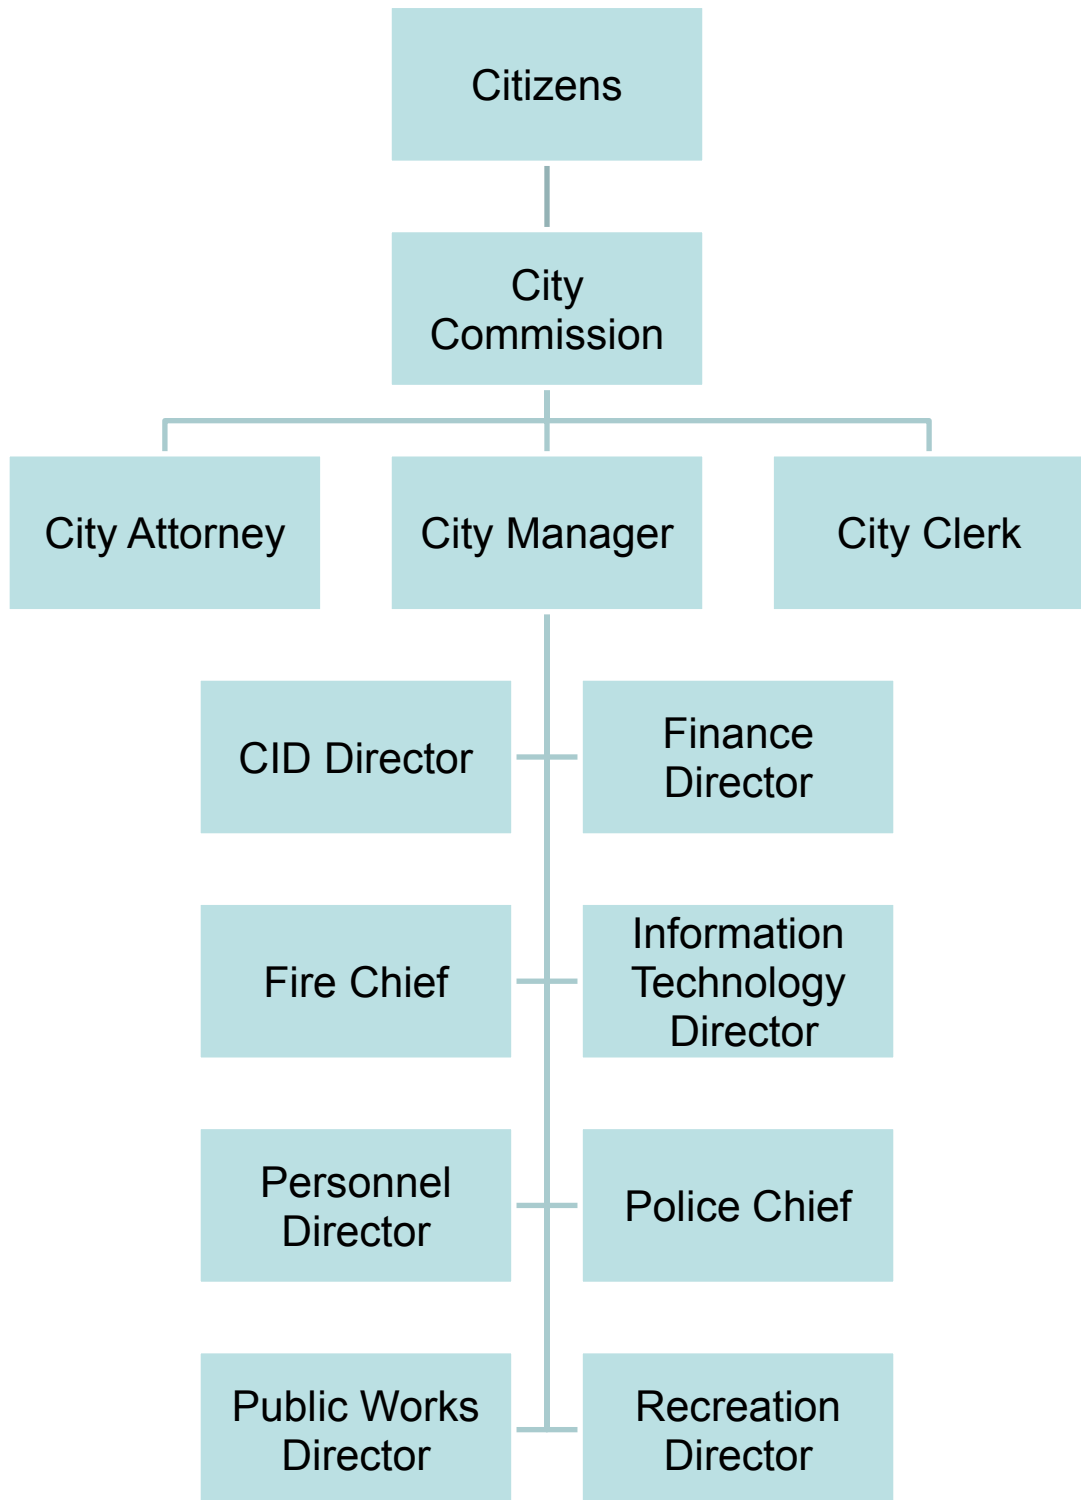 Citizens
City
Commission
City Attorney
City Manager
City Clerk
CID Director
Finance
Director
Fire Chief
Information
Technology
Director
Personnel
Director
Police Chief
Public Works
Director
Recreation
Director